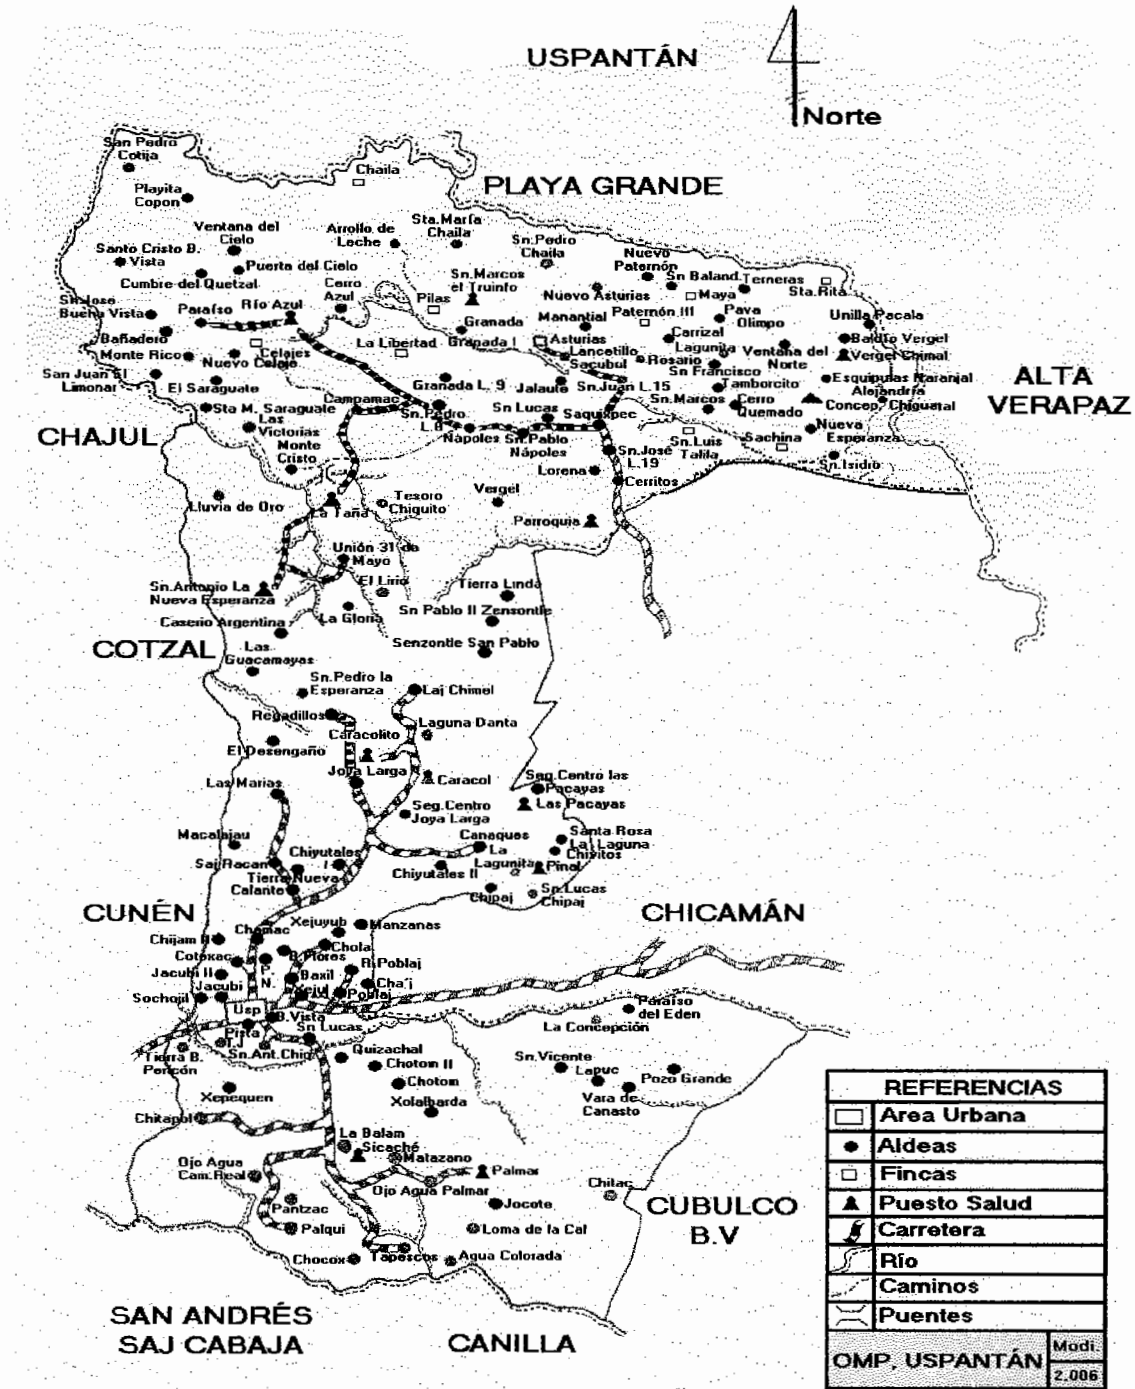 USPANTÁN
Norte
San Pedro
Cotija
Chaila
PLAYA GRANDE
Playita
Copon
Ventana del
Cielo
Arrollo de
Leche
Sta.María
Chaila
Sn.Pedro
Chaila
Santo Cristo B.
Vista
Puerta del Cielo
Cumbre del Quetzal
Cerro
Azul
Sn.Marcos
el Triunfo
Nuevo
Paternón
Sn Baland.
Terneras
Sta.Rita
Nuevo Asturias
Maya
Sn.José
Buena Vista
Paraíso
Río Azul
Pilas
Granada
Manantial
Paternón III
Pava
Olimpo
Unilla Pacala
Bañadero
La Libertad
Granada I
Asturias
Carrizal
Lagunita
Baldío Vergel
Monte Rico
Nuevo Celaje
Celajes
Lancetillo
Sacubul
Rosario
Ventana del
Norte
Vergel Chimal
San Juan El
Limonar
El Saraguate
Granada L. 9
Jalaute
Sn.Juan L.15
Sn Francisco
Tamborcito
Esquipulas Naranjal
Alejandria
ALTA
VERAPAZ
Sta M. Saraguate
Campamac
Sn.Pedro
L.8
Sn Lucas
Saquixpec
Sn.Marcos
Cerro
Quemado
Concep. Chiguatal
CHAJUL
Las
Victorias
Nápoles
Sn.Pablo
Nápoles
Sn.Luis
Talila
Sachina
Nueva
Esperanza
Monte
Cristo
Sn.José
L.19
Lorena
Sn.Isidro
Cerritos
Lluvia de Oro
La Taña
Tesoro
Chiquito
Vergel
Parroquia
Unión 31 de
Mayo
Sn.Antonio La
Nueva Esperanza
El Lirio
Tierra Linda
La Gloria
Sn Pablo II Zensontle
Caserio Argentina
COTZAL
Las
Guacamayas
Senzontle San Pablo
Sn.Pedro la
Esperanza
Laj Chimel
Regadillos
Laguna Danta
Caracolito
El Desengaño
Joya Larga
Caracol
Las Marias
Seg.Centro las
Pacayas
Las Pacayas
Seg.Centro
Joya Larga
Macalajau
Canaques
Santa Rosa
La Laguna
Chiyutales
I
La
Lagunita
Chivitos
Saj Racan
Tierra Nueva
Chiyutales II
Pinal
Calante
Chipaj
Sn.Lucas
Chipaj
CUNÉN
CHICAMÁN
Xejuyub
Manzanas
Chijam II
Chamac
Chola
Cotoxac
B.Flores
R.Poblaj
Jacubi II
P.
N.
Baxil
Cha'j
Jacubi
Xejul
Poblaj
Sochojil
Usp
B.Vista
Paraíso
del Eden
Pista
Sn Lucas
La Concepción
Tierra B.
Pericón
T.J
Sn.Ant.Chiq
Quizachal
Chotom II
Sn.Vicente
Lapuc
Xepequen
Chotom
Pozo Grande
Xolalbarda
Vara de
Canasto
Chitapol
La Balam
Sicaché
Matazano
Ojo Agua
Cam.Real
Palmar
Ojo Agua Palmar
Chitac
Pantzac
Jocote
CUBULCO
B.V
Palqui
Loma de la Cal
Chocox
Tapescos
Agua Colorada
SAN ANDRÉS
SAJ CABAJA
CANILLA
REFERENCIAS
Area Urbana
Aldeas
Fincas
Puesto Salud
Carretera
Río
Caminos
Puentes
OMP, USPANTÁN
Modi
2.006